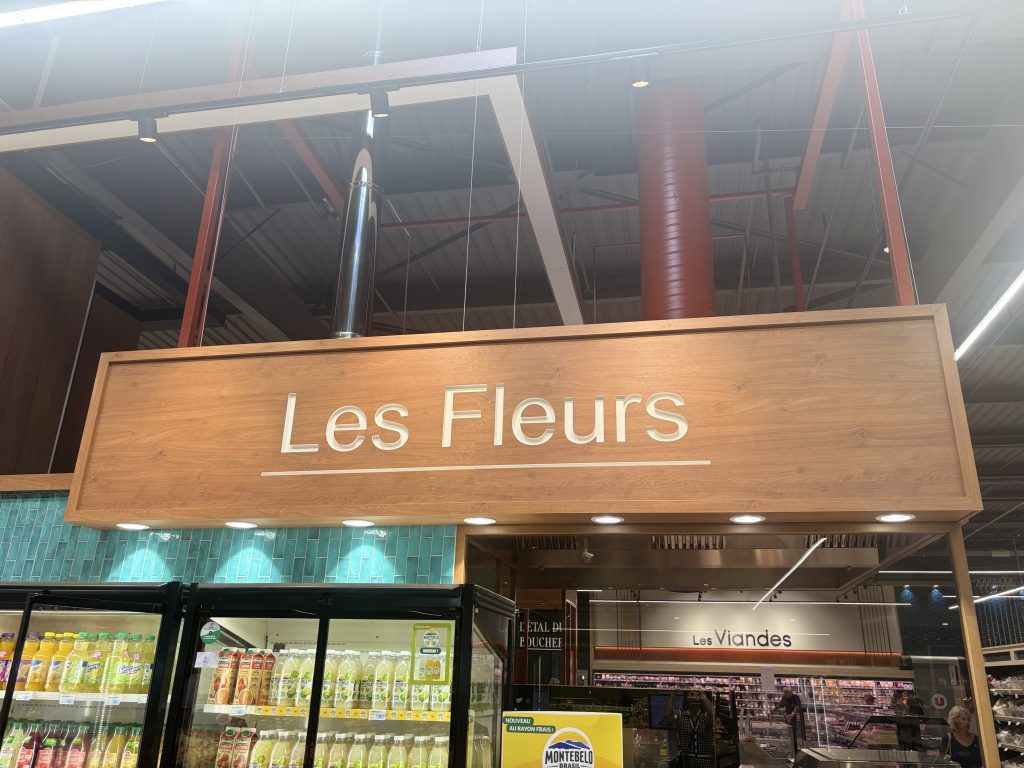 Les Fleurs
L'ÉTAL DU
BOUCHER
Les Viandes
U
NOUVEAU
AU RAYON FRAIS!
MONTEBELO
BRASIL